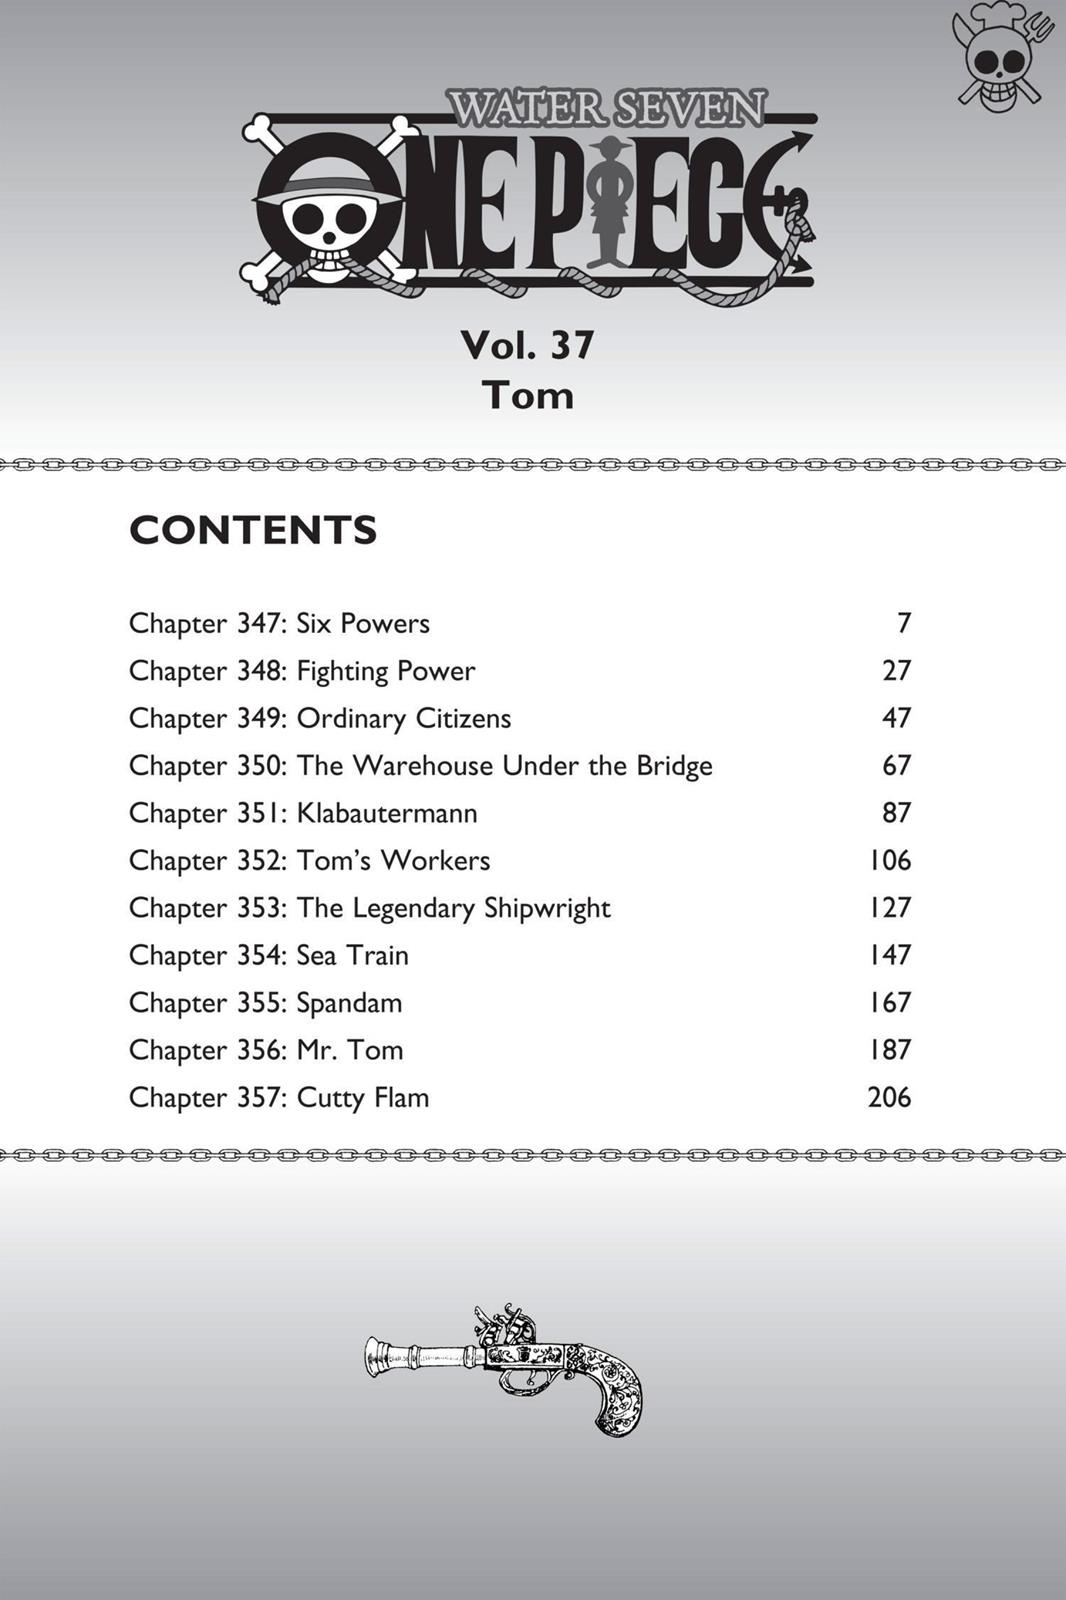 WATER SEVEN
ONE PIECE
Vol. 37
Tom
CONTENTS
Chapter 347: Six Powers 7
Chapter 348: Fighting Power 27
Chapter 349: Ordinary Citizens 47
Chapter 350: The Warehouse Under the Bridge 67
Chapter 351: Klabautermann 87
Chapter 352: Tom’s Workers 106
Chapter 353: The Legendary Shipwright 127
Chapter 354: Sea Train 147
Chapter 355: Spandam 167
Chapter 356: Mr. Tom 187
Chapter 357: Cutty Flam 206